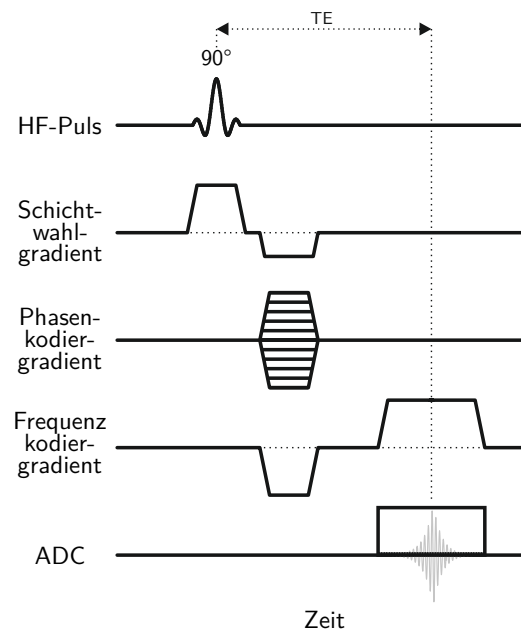 TE
90°
HF-Puls
Schicht-
wahl-
gradient
Phasen-
kodier-
gradient
Frequenz
kodier-
gradient
ADC
Zeit